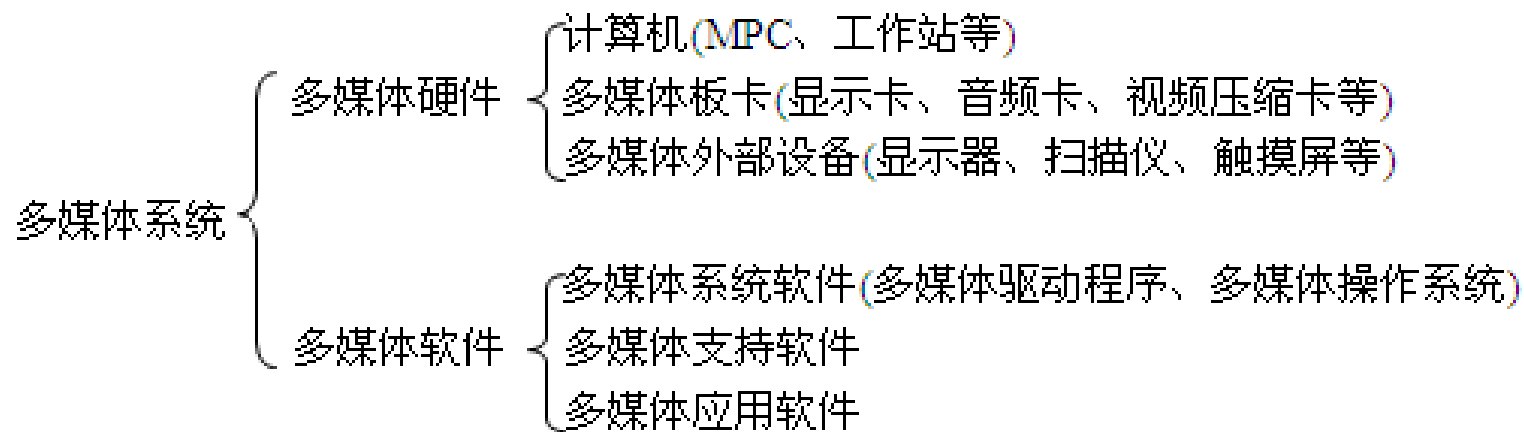 计算机(MPC、工作站等)
多媒体硬件
多媒体板卡(显示卡、音频卡、视频压缩卡等)
多媒体外部设备(显示器、扫描仪、触摸屏等)
多媒体系统
多媒体系统软件(多媒体驱动程序、多媒体操作系统)
多媒体软件
多媒体支持软件
多媒体应用软件